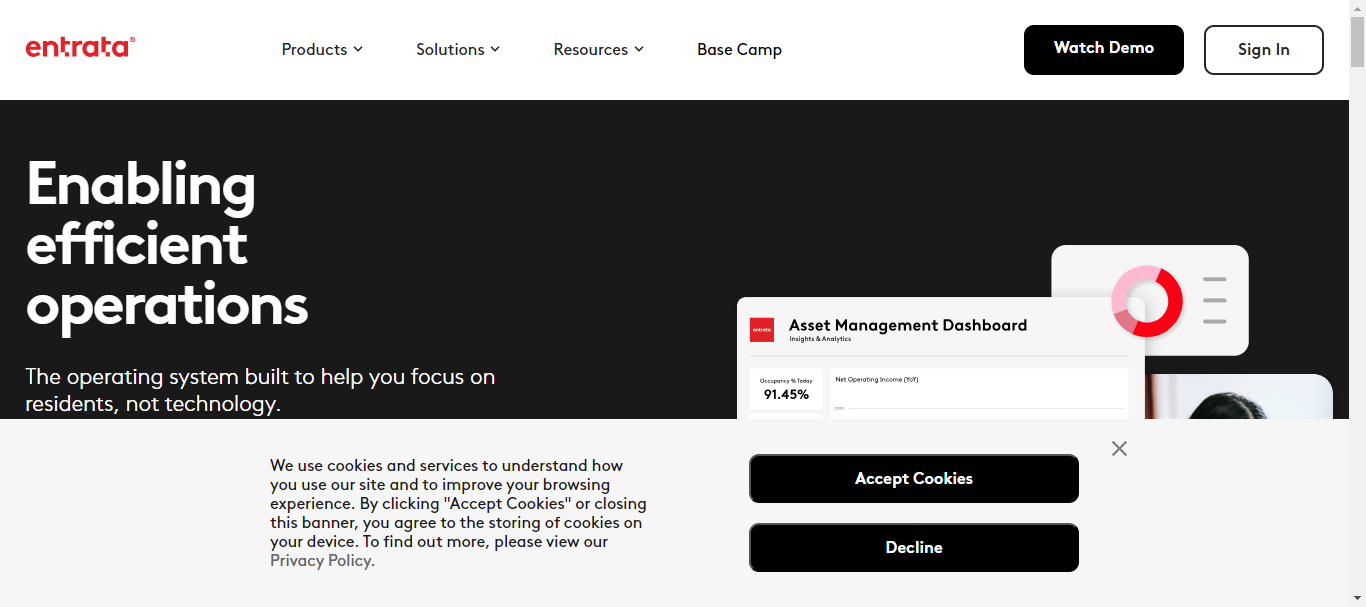 entrata
Products
Solutions
Resources
Base Camp
Watch Demo
Sign In
Enabling
efficient
operations
The operating system built to help you focus on
residents, not technology.
entrata
Asset Management Dashboard
Insights & Analytics
Occupancy % Today
91.45%
Net Operating Income (YoY)
We use cookies and services to understand how
you use our site and to improve your browsing
experience. By clicking "Accept Cookies" or closing
this banner, you agree to the storing of cookies on
your device. To find out more, please view our
Privacy Policy.
Accept Cookies
Decline